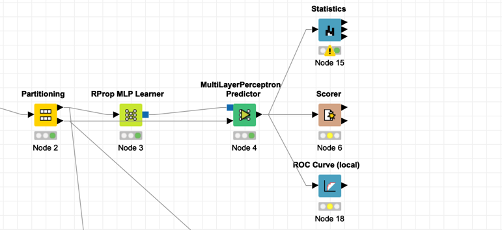 Statistics
Node 15
Partitioning
Node 2
RProp MLP Learner
Node 3
MultiLayerPerceptron
Predictor
Node 4
Scorer
Node 6
ROC Curve (local)
Node 18